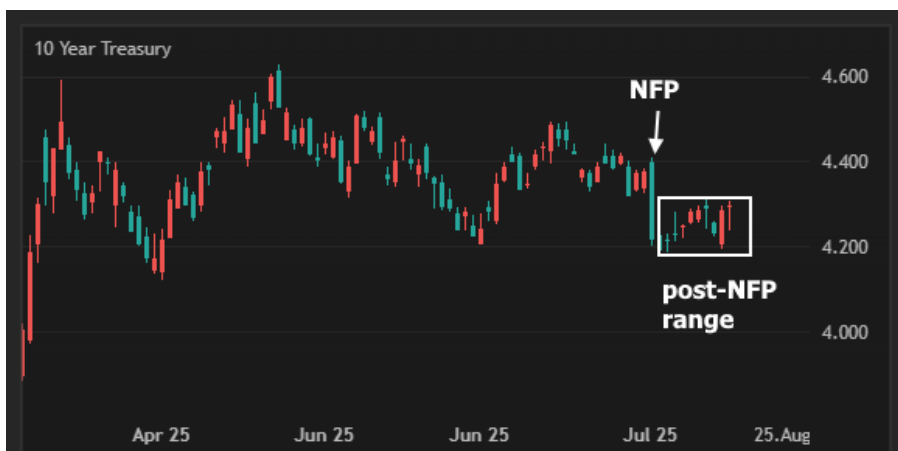 10 Year Treasury
4.600
NFP
4.400
4.200
post-NFP
range
4.000
Apr 25
Jun 25
Jun 25
Jul 25
25.Aug